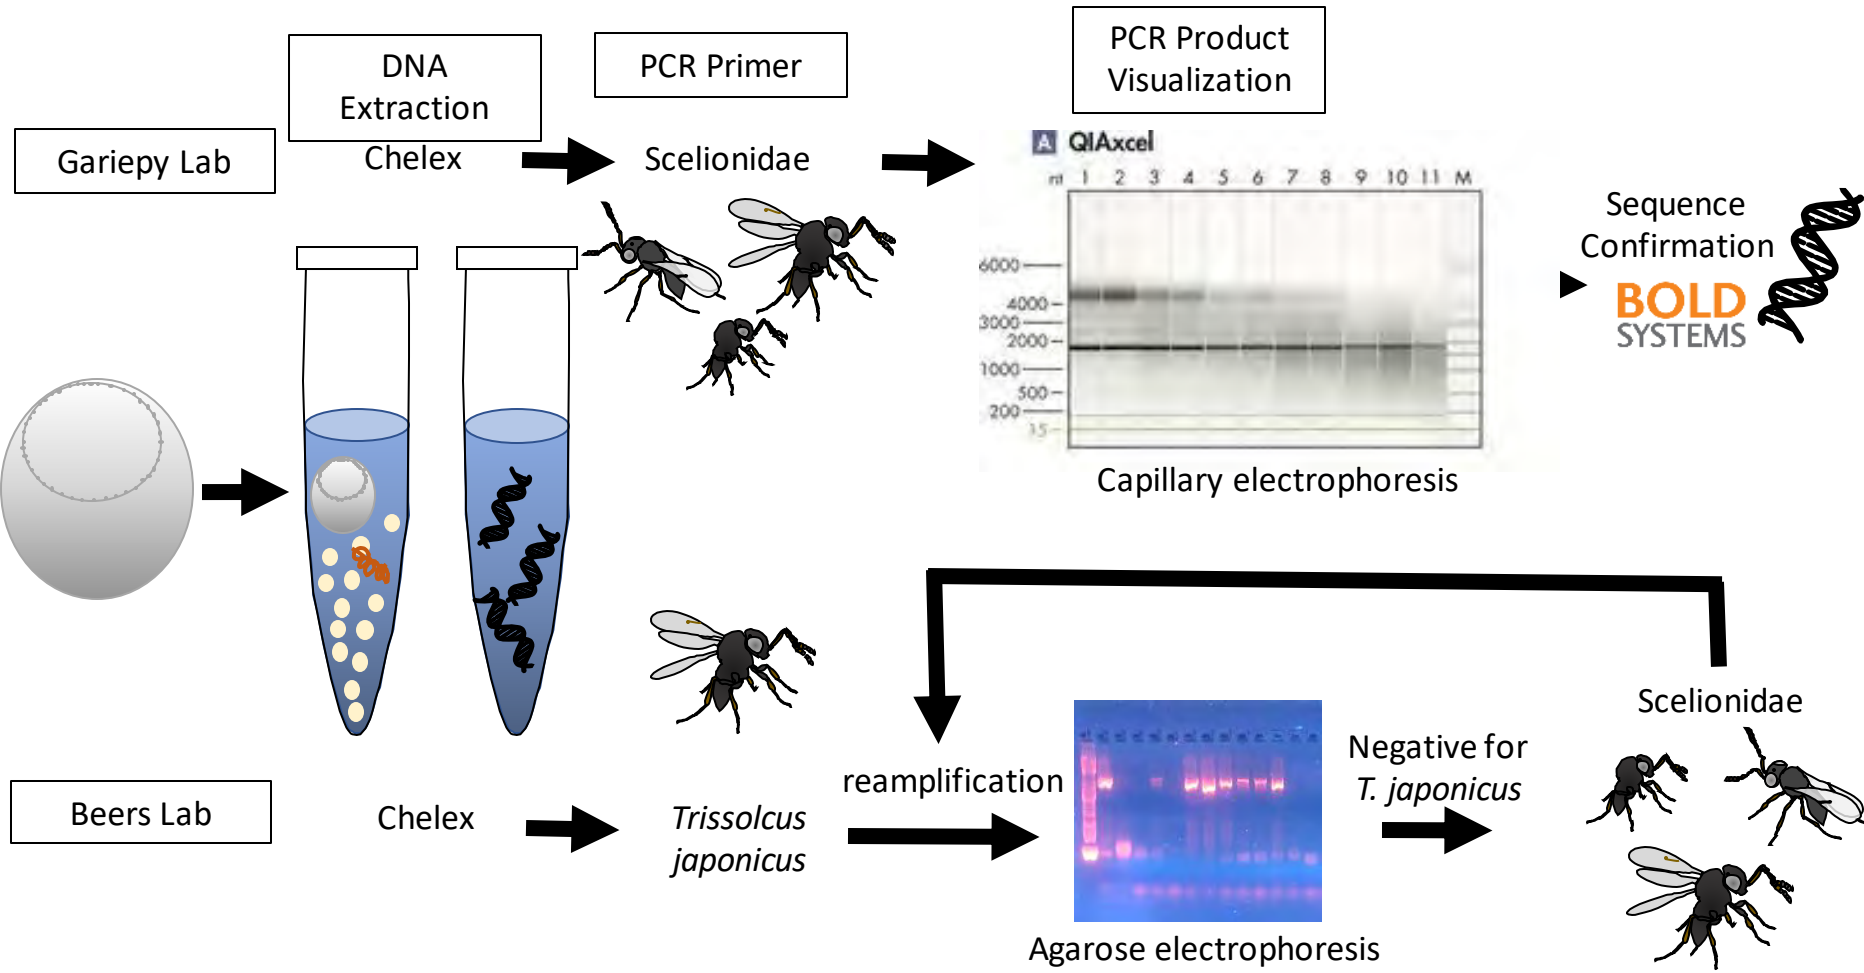 DNA
Extraction
PCR Primer
PCR Product
Visualization
Gariepy Lab
Chelex
Scelionidae
A QIAxcel
nt 1 2 3 4 5 6 7 8 9 10 11 M
6000
4000
3000
2000
1000
500
200
15
Capillary electrophoresis
Sequence
Confirmation
BOLD
SYSTEMS
Beers Lab
Chelex
Trissolcus
japonicus
reamplification
Agarose electrophoresis
Negative for
T. japonicus
Scelionidae